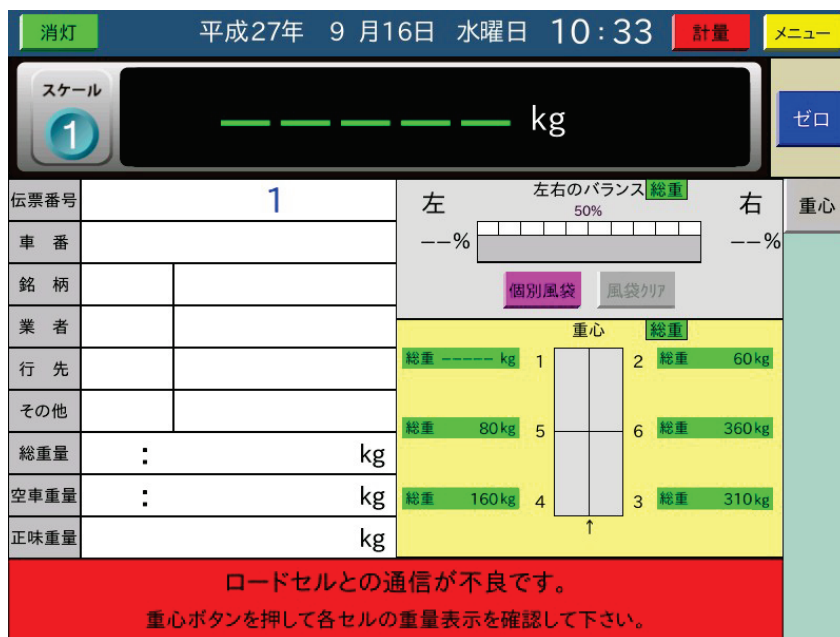 消灯 平成27年 9 月16日 水曜日 10:33 計量 メニュー
スケール
1
----- kg
ゼロ
伝票番号 1
車 番
銘 柄
業 者
行 先
その他
総重量 : kg
空車重量 : kg
正味重量 kg
左右のバランス 総重
左 50% 右
--% --%
個別風袋 風袋クリア
重心
重心 総重
総重 ----- kg 1 2 総重 60kg
総重 80kg 5 6 総重 360kg
総重 160kg 4 3 総重 310kg
↑
ロードセルとの通信が不良です。
重心ボタンを押して各セルの重量表示を確認して下さい。